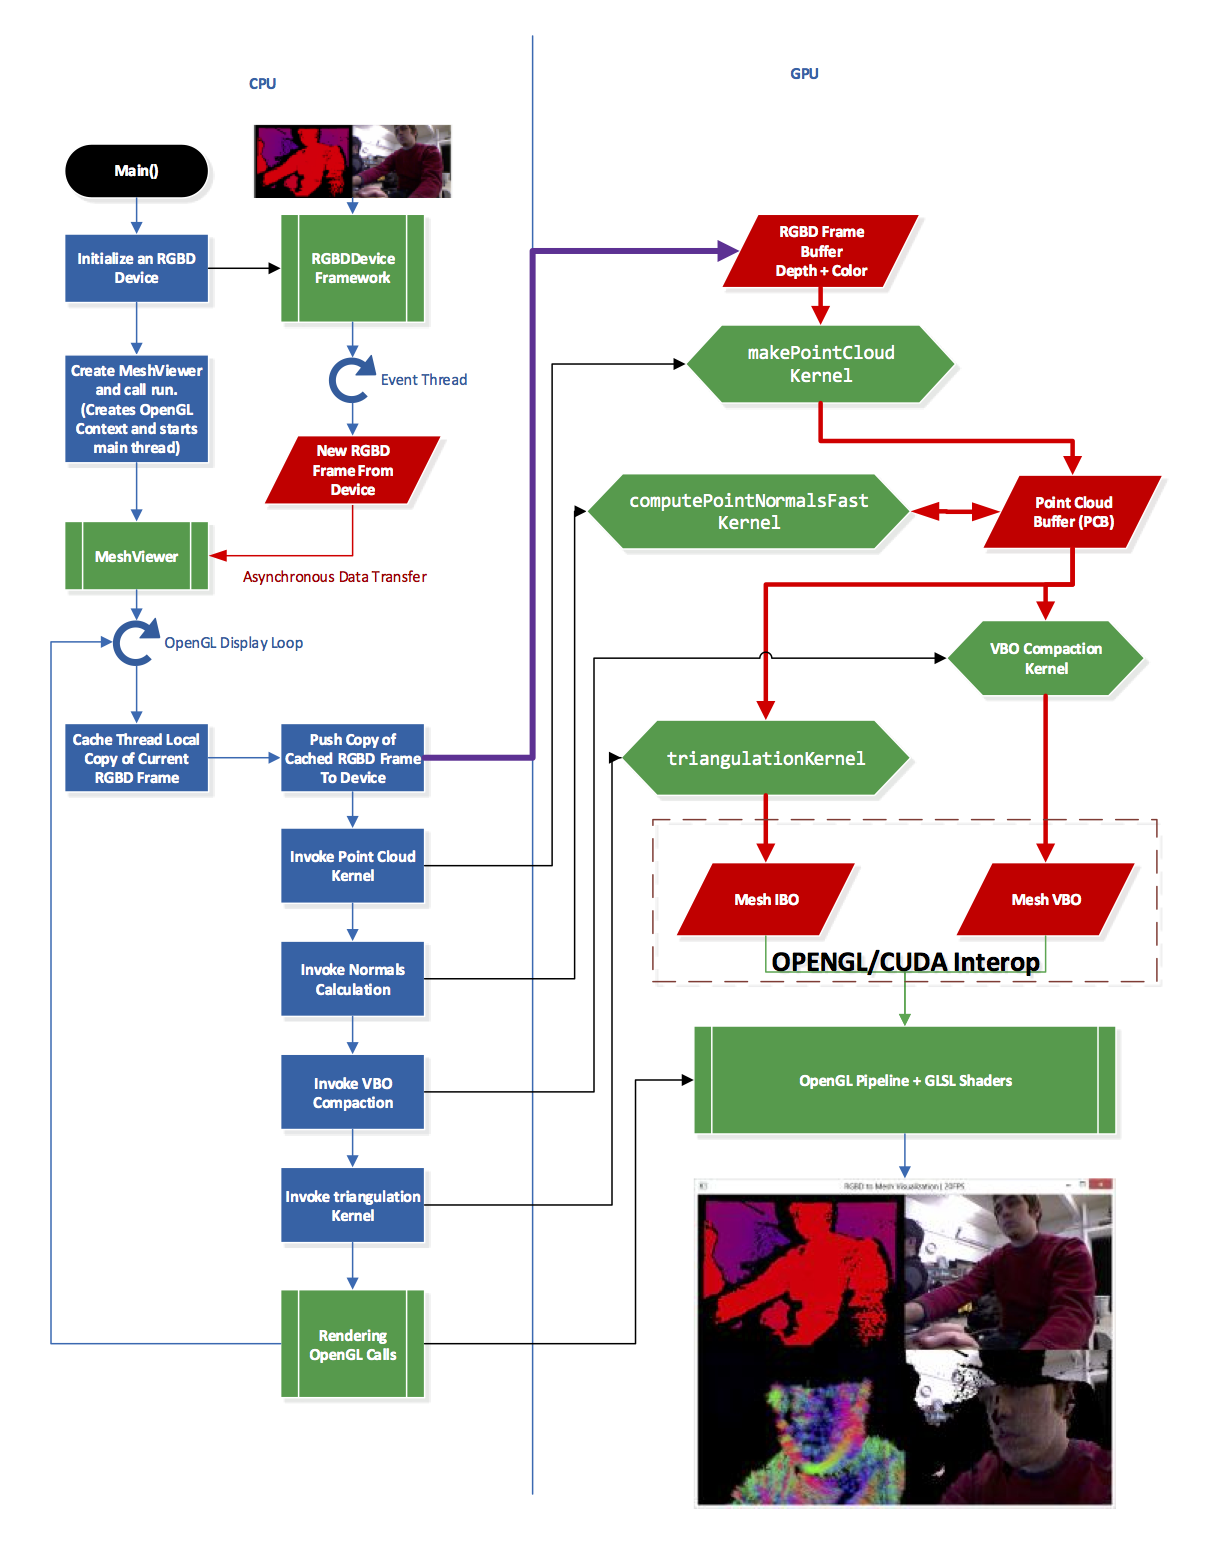 CPU
GPU
Main()
Initialize an RGBD
Device
RGBDDevice
Framework
RGBD Frame
Buffer
Depth + Color
makePointCloud
Kernel
Create MeshViewer
and call run.
(Creates OpenGL
Context and starts
main thread)
Event Thread
New RGBD
Frame From
Device
computePointNormalsFast
Kernel
Point Cloud
Buffer (PCB)
MeshViewer
Asynchronous Data Transfer
OpenGL Display Loop
VBO Compaction
Kernel
Cache Thread Local
Copy of Current
RGBD Frame
Push Copy of
Cached RGBD Frame
To Device
triangulationKernel
Invoke Point Cloud
Kernel
Mesh IBO
Mesh VBO
OPENGL/CUDA Interop
Invoke Normals
Calculation
Invoke VBO
Compaction
OpenGL Pipeline + GLSL Shaders
Invoke triangulation
Kernel
RGBD to Mesh Visualization | 20FPS
Rendering
OpenGL Calls